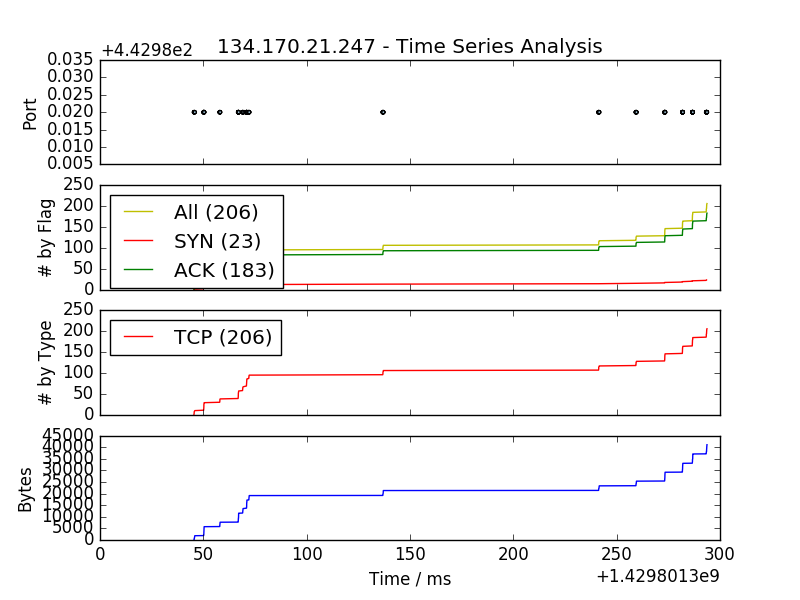 +4.4298e2 134.170.21.247 - Time Series Analysis
0.035
0.030
0.025
0.020
0.015
0.010
0.005
Port
250
200
150
100
50
0
# by Flag
All (206)
SYN (23)
ACK (183)
250
200
150
100
50
0
# by Type
TCP (206)
45000
40000
35000
30000
25000
20000
15000
10000
5000
0
Bytes
0 50 100 150 200 250 300
Time / ms
+1.4298013e9